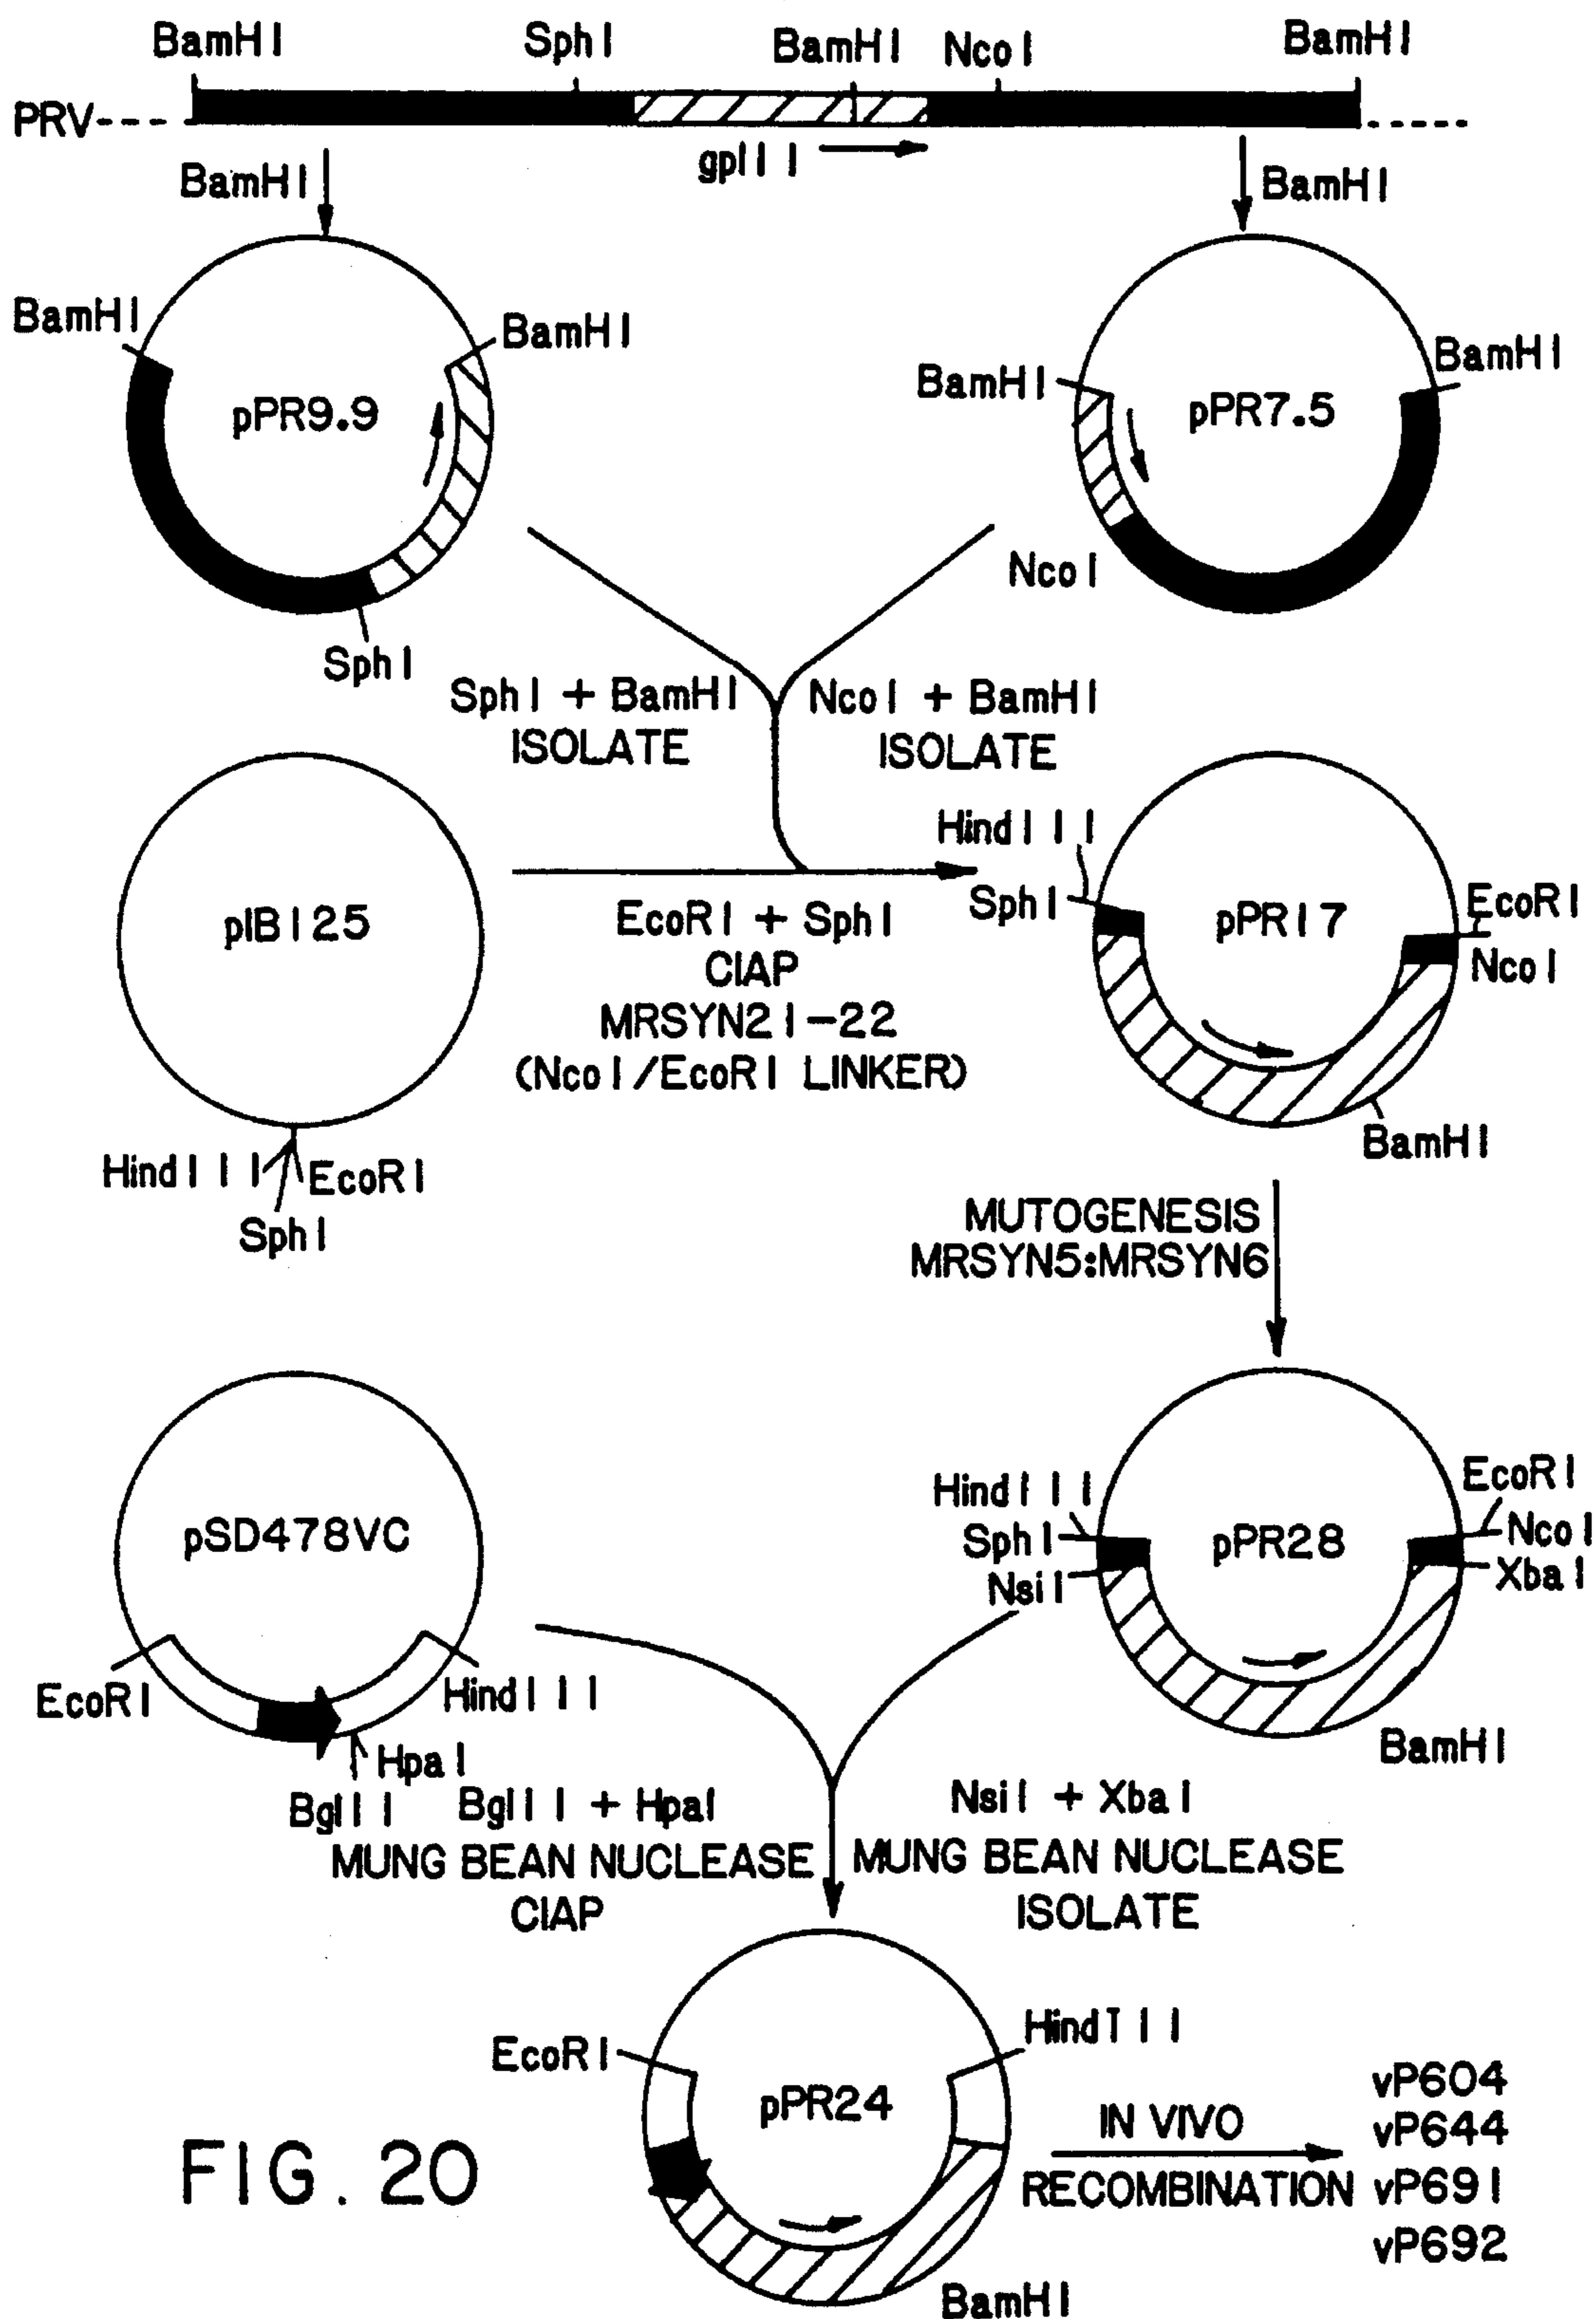 BamHI SphI BamHI NcoI BamHI
PRV
gpIII
BamHI BamHI
BamHI BamHI
pPR9.9
BamHI BamHI
pPR7.5
NcoI
SphI
SphI + BamHI
ISOLATE
NcoI + BamHI
ISOLATE
pIBI25
HindIII
EcoRI
SphI
EcoRI + SphI
CIAP
MRSYN21-22
(NcoI/EcoRI LINKER)
HindIII
SphI
pPR17
EcoRI
NcoI
BamHI
MUTOGENESIS
MRSYN5:MRSYN6
pSD478VC
EcoRI
HindIII
HpaI
BglII
HindIII
SphI
NsiI
pPR28
EcoRI
NcoI
XbaI
BamHI
BglII + HpaI
MUNG BEAN NUCLEASE
CIAP
NsiI + XbaI
MUNG BEAN NUCLEASE
ISOLATE
EcoRI
HindIII
pPR24
BamHI
IN VIVO
RECOMBINATION
vP604
vP644
vP691
vP692
FIG. 20